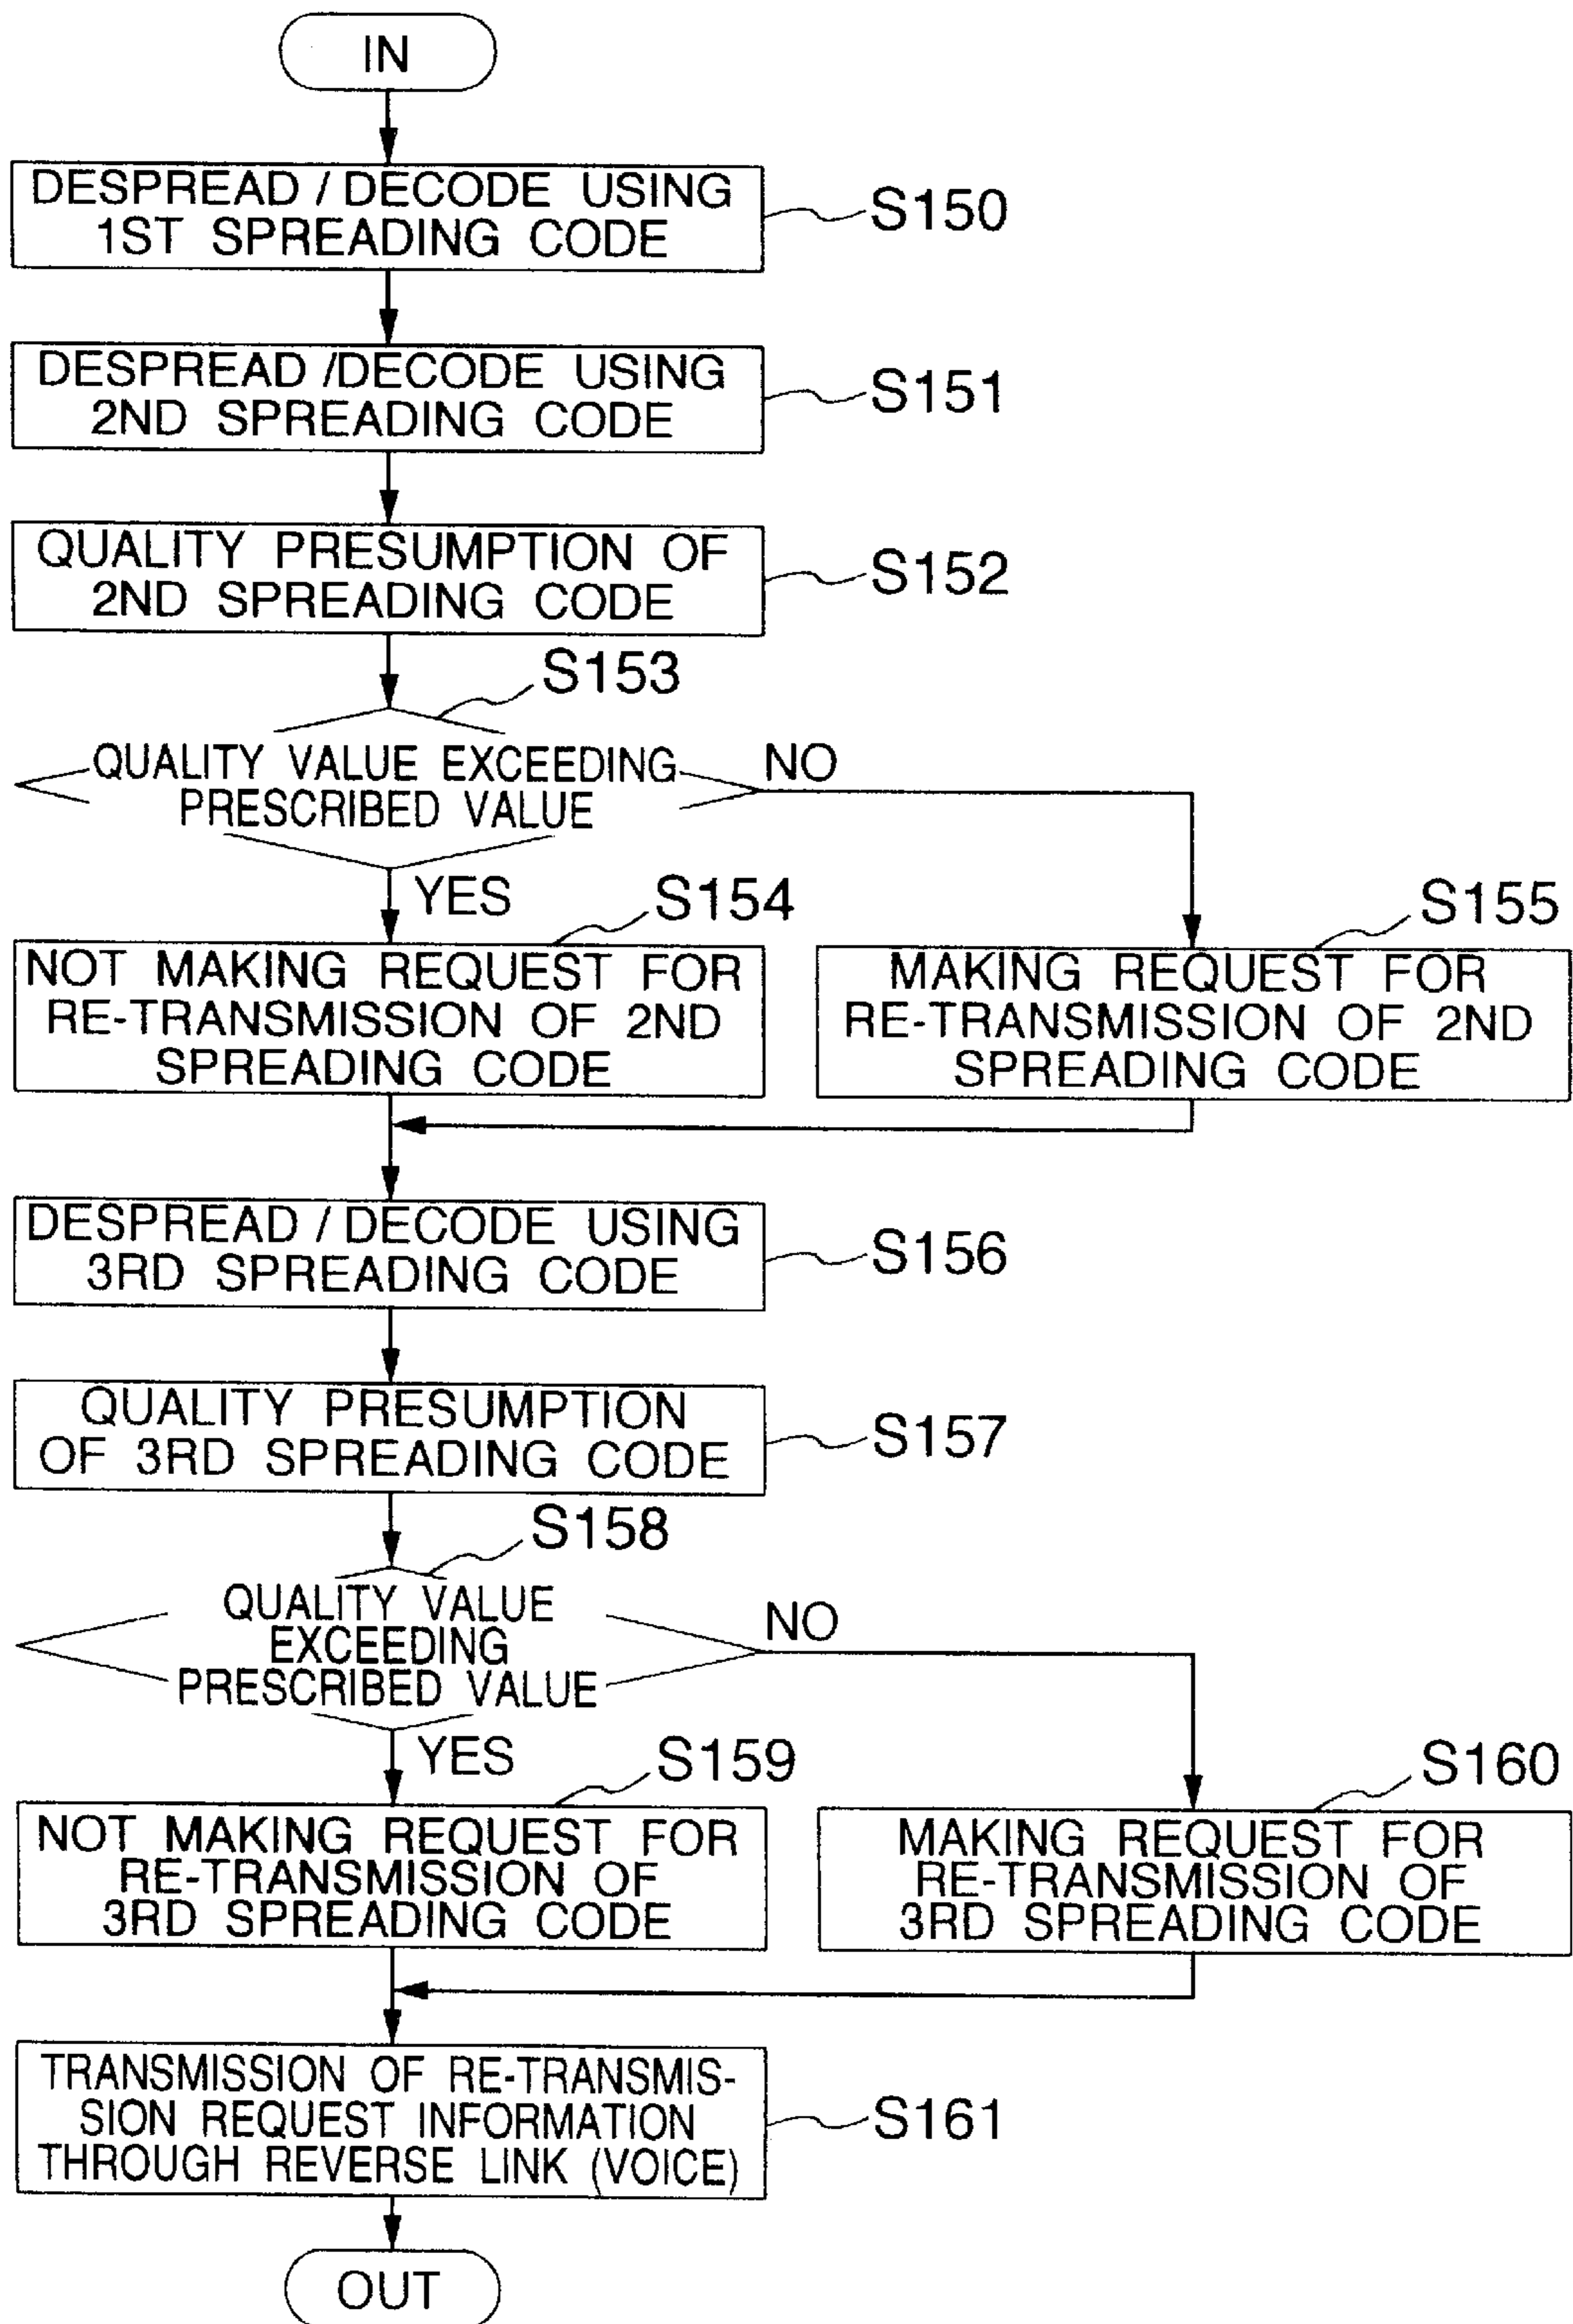 IN
DESPREAD / DECODE USING
1ST SPREADING CODE
S150
DESPREAD /DECODE USING
2ND SPREADING CODE
S151
QUALITY PRESUMPTION OF
2ND SPREADING CODE
S152
S153
QUALITY VALUE EXCEEDING
PRESCRIBED VALUE
NO
YES
S154
S155
NOT MAKING REQUEST FOR
RE-TRANSMISSION OF 2ND
SPREADING CODE
MAKING REQUEST FOR
RE-TRANSMISSION OF 2ND
SPREADING CODE
DESPREAD / DECODE USING
3RD SPREADING CODE
S156
QUALITY PRESUMPTION
OF 3RD SPREADING CODE
S157
S158
QUALITY VALUE
EXCEEDING
PRESCRIBED VALUE
NO
YES
S159
S160
NOT MAKING REQUEST FOR
RE-TRANSMISSION OF
3RD SPREADING CODE
MAKING REQUEST FOR
RE-TRANSMISSION OF
3RD SPREADING CODE
TRANSMISSION OF RE-TRANSMIS-
SION REQUEST INFORMATION
THROUGH REVERSE LINK (VOICE)
S161
OUT